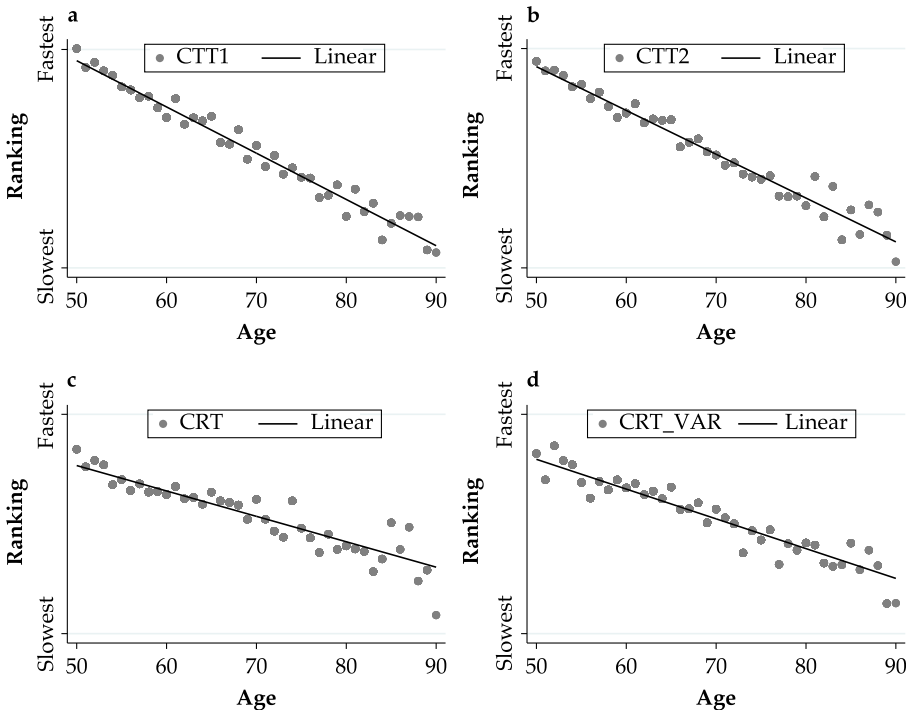 a
Fastest
Slowest
Ranking
CTT1 Linear
50 60 70 80 90
Age
b
Fastest
Slowest
Ranking
CTT2 Linear
50 60 70 80 90
Age
c
Fastest
Slowest
Ranking
CRT Linear
50 60 70 80 90
Age
d
Fastest
Slowest
Ranking
CRT_VAR Linear
50 60 70 80 90
Age